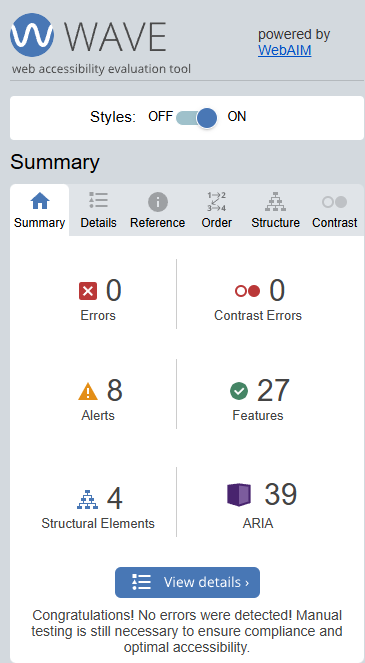 WAVE
web accessibility evaluation tool
powered by
WebAIM
Styles: OFF ON
Summary
Summary Details Reference Order Structure Contrast
0
Errors
0
Contrast Errors
8
Alerts
27
Features
4
Structural Elements
39
ARIA
View details ›
Congratulations! No errors were detected! Manual
testing is still necessary to ensure compliance and
optimal accessibility.